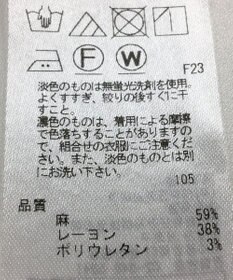 F W
F23
淡色のものは無蛍光洗剤を使用。
よくすすぎ、絞りの後すぐに干
すこと。
濃色のものは、着用による摩擦
で色落ちすることがありますの
で、組合せの衣服にご注意くだ
さい。また、淡色のものとは別
にお洗い下さい。
105
品質
麻 59%
レーヨン 38%
ポリウレタン 3%